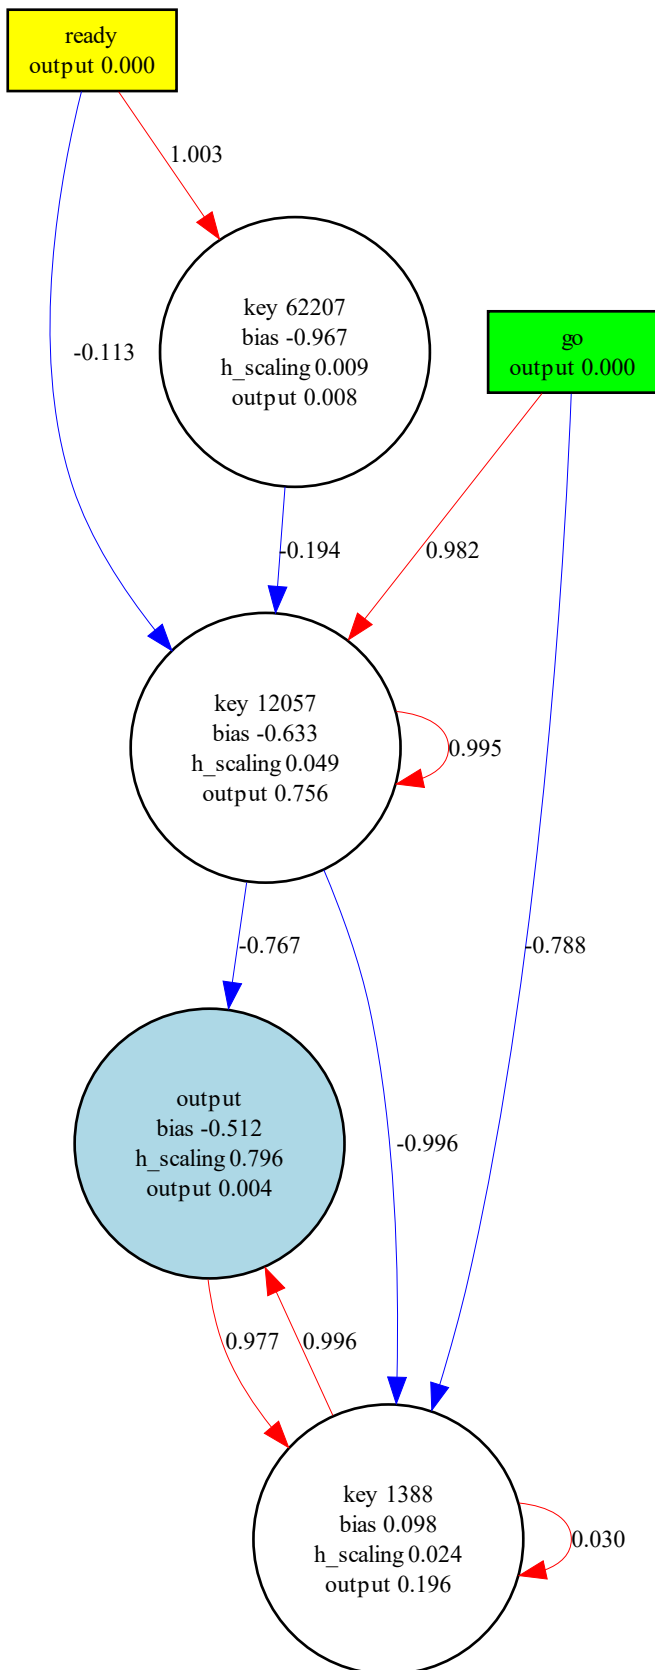 ready
output 0.000
1.003
key 62207
bias -0.967
h_scaling 0.009
output 0.008
go
output 0.000
-0.113
-0.194
0.982
key 12057
bias -0.633
h_scaling 0.049
output 0.756
0.995
-0.767
-0.788
output
bias -0.512
h_scaling 0.796
output 0.004
-0.996
0.977
0.996
key 1388
bias 0.098
h_scaling 0.024
output 0.196
0.030